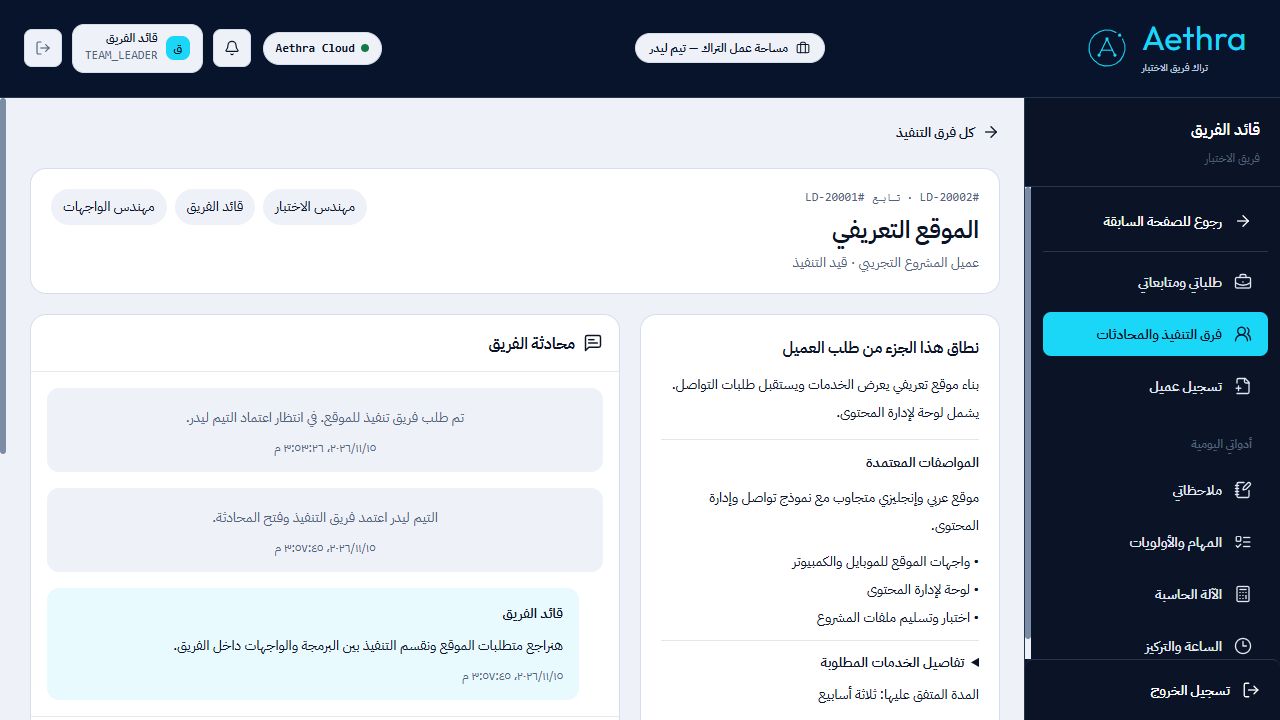 Aethra
تراك فريق الاختبار
مساحة عمل التراك — تيم ليدر
Aethra Cloud
ق
قائد الفريق
TEAM_LEADER
قائد الفريق
فريق الاختبار
رجوع للصفحة السابقة
طلباتي ومتابعاتي
فرق التنفيذ والمحادثات
تسجيل عميل
أدواتي اليومية
ملاحظاتي
المهام والأولويات
الآلة الحاسبة
الساعة والتركيز
تسجيل الخروج
كل فرق التنفيذ
LD-20002# · تابع LD-20001#
الموقع التعريفي
عميل المشروع التجريبي · قيد التنفيذ
مهندس الاختبار
قائد الفريق
مهندس الواجهات
نطاق هذا الجزء من طلب العميل
بناء موقع تعريفي يعرض الخدمات ويستقبل طلبات التواصل.
يشمل لوحة لإدارة المحتوى.
المواصفات المعتمدة
موقع عربي وإنجليزي متجاوب مع نموذج تواصل وإدارة
المحتوى.
• واجهات الموقع للموبايل والكمبيوتر
• لوحة لإدارة المحتوى
• اختبار وتسليم ملفات المشروع
◀ تفاصيل الخدمات المطلوبة
المدة المتفق عليها: ثلاثة أسابيع
محادثة الفريق
تم طلب فريق تنفيذ للموقع. في انتظار اعتماد التيم ليدر.
١٥‏/١١‏/٢٠٢٦، ٣:٥٣:٢٦ م
التيم ليدر اعتمد فريق التنفيذ وفتح المحادثة.
١٥‏/١١‏/٢٠٢٦، ٣:٥٧:٤٥ م
قائد الفريق
هنراجع متطلبات الموقع ونقسم التنفيذ بين البرمجة والواجهات داخل الفريق.
١٥‏/١١‏/٢٠٢٦، ٣:٥٧:٤٥ م